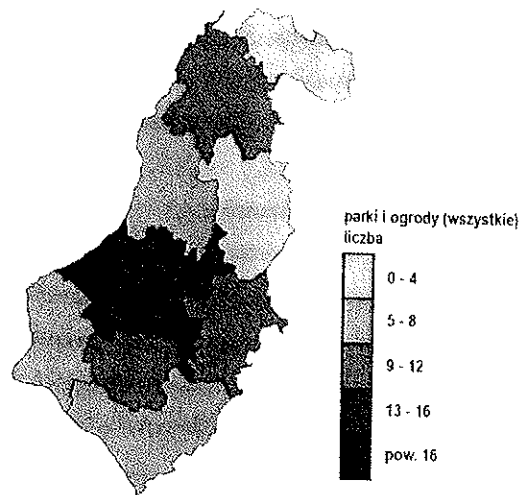 parki i ogrody (wszystkie)
liczba
0 - 4
5 - 8
9 - 12
13 - 16
pow. 16